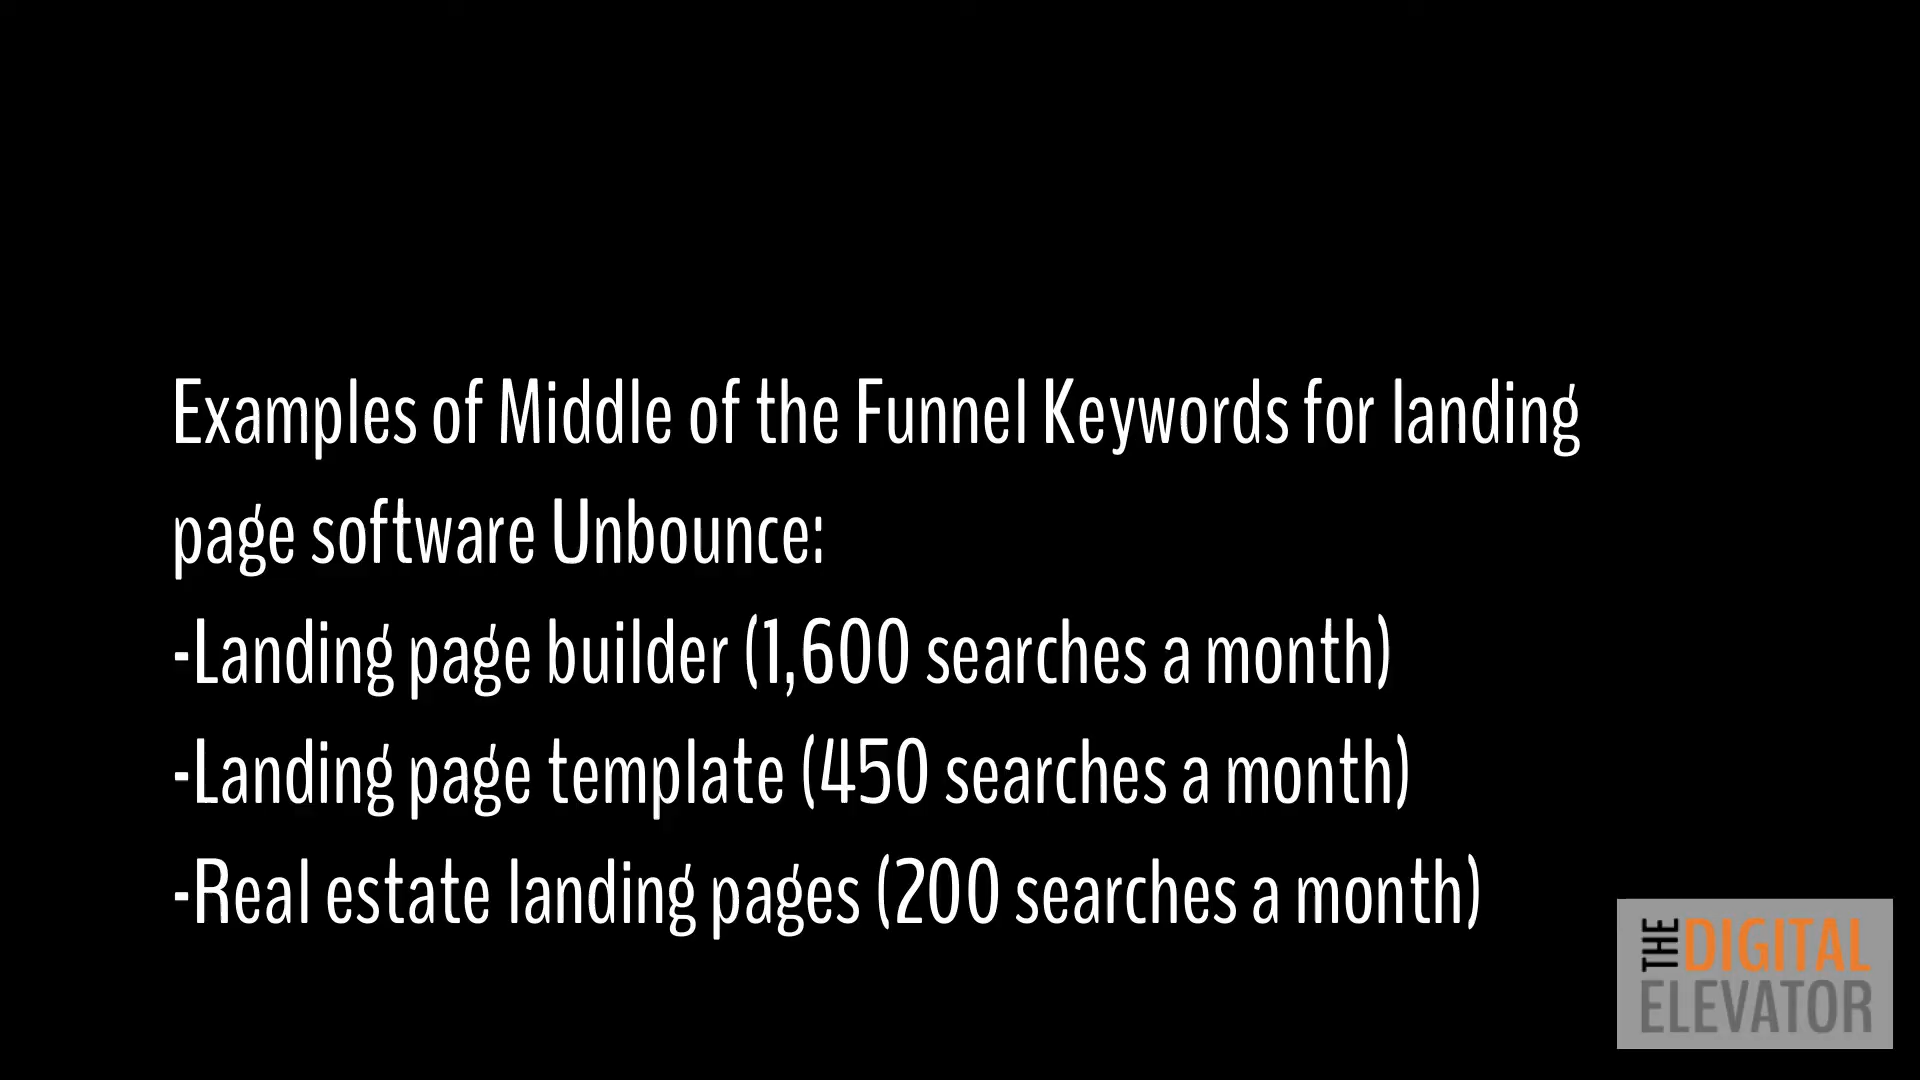 Examples of Middle of the Funnel Keywords for landing
page software Unbounce:
-Landing page builder (1,600 searches a month)
-Landing page template (450 searches a month)
-Real estate landing pages (200 searches a month)
THE DIGITAL
ELEVATOR